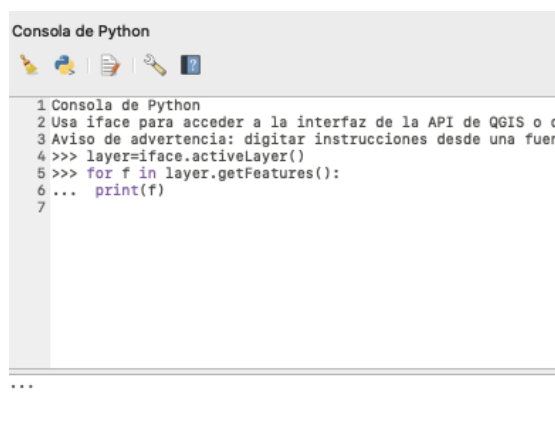 Consola de Python
1 Consola de Python
2 Usa iface para acceder a la interfaz de la API de QGIS o
3 Aviso de advertencia: digitar instrucciones desde una
4 >>> layer=iface.activeLayer()
5 >>> for f in layer.getFeatures():
6 ...  print(f)
7
...